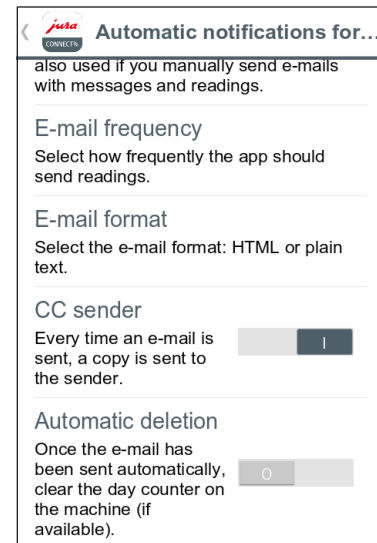 jura
CONNECT
Automatic notifications for...
also used if you manually send e-mails
with messages and readings.
E-mail frequency
Select how frequently the app should
send readings.
E-mail format
Select the e-mail format: HTML or plain
text.
CC sender
Every time an e-mail is
sent, a copy is sent to
the sender.
I
Automatic deletion
Once the e-mail has
been sent automatically,
clear the day counter on
the machine (if
available).
O